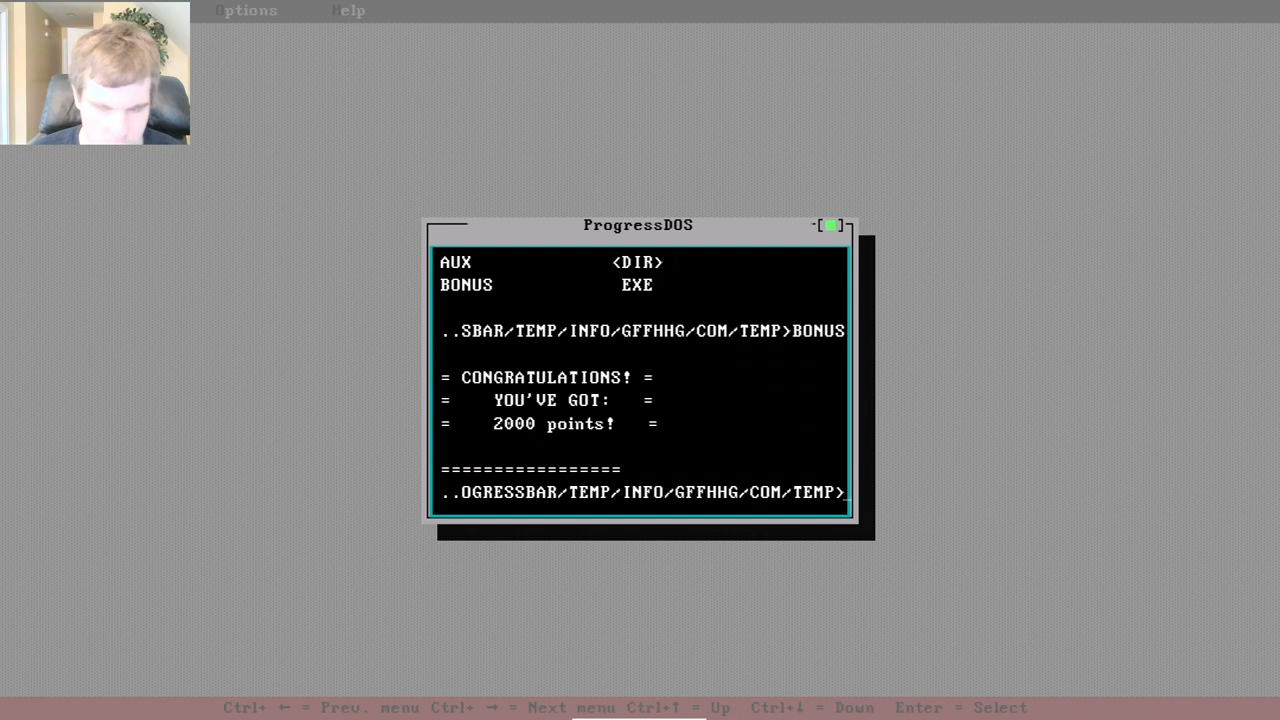 Options Help
ProgressDOS
AUX <DIR>
BONUS EXE
..SBAR/TEMP/INFO/GFFHHG/COM/TEMP>BONUS
= CONGRATULATIONS! =
= YOU'VE GOT: =
= 2000 points! =
=================
..OGRESSBAR/TEMP/INFO/GFFHHG/COM/TEMP>_
Ctrl+ ← = Prev. menu Ctrl+ → = Next menu Ctrl+↑ = Up Ctrl+↓ = Down Enter = Select